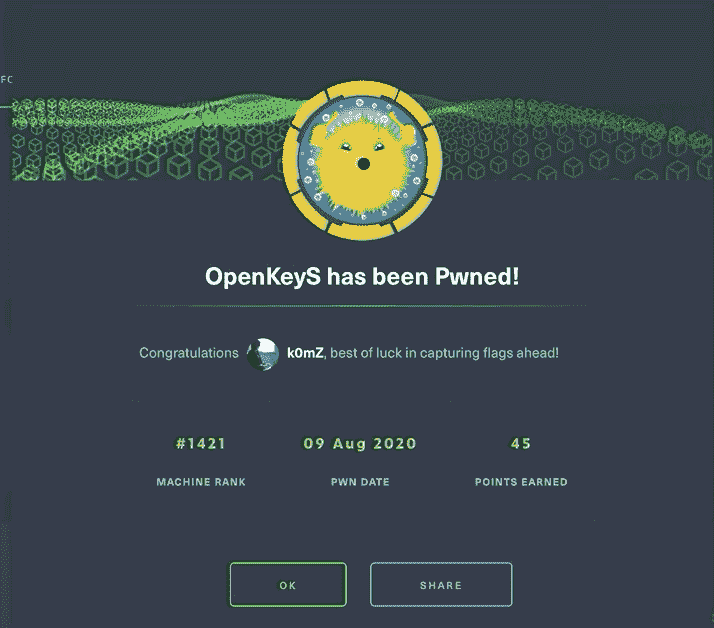 FO
OpenKeyS has been Pwned!
Congratulations k0mZ, best of luck in capturing flags ahead!
#1421 09 Aug 2020 45
MACHINE RANK PWN DATE POINTS EARNED
OK SHARE